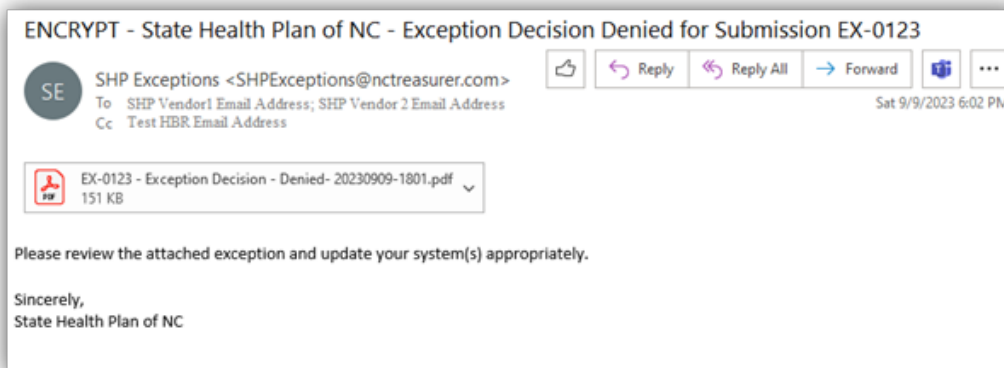 ENCRYPT - State Health Plan of NC - Exception Decision Denied for Submission EX-0123
SE
SHP Exceptions <SHPExceptions@nctreasurer.com>
Reply
Reply All
Forward
To SHP Vendor1 Email Address; SHP Vendor 2 Email Address
Sat 9/9/2023 6:02 PM
Cc Test HBR Email Address
PDF
EX-0123 - Exception Decision - Denied- 20230909-1801.pdf
151 KB
Please review the attached exception and update your system(s) appropriately.
Sincerely,
State Health Plan of NC